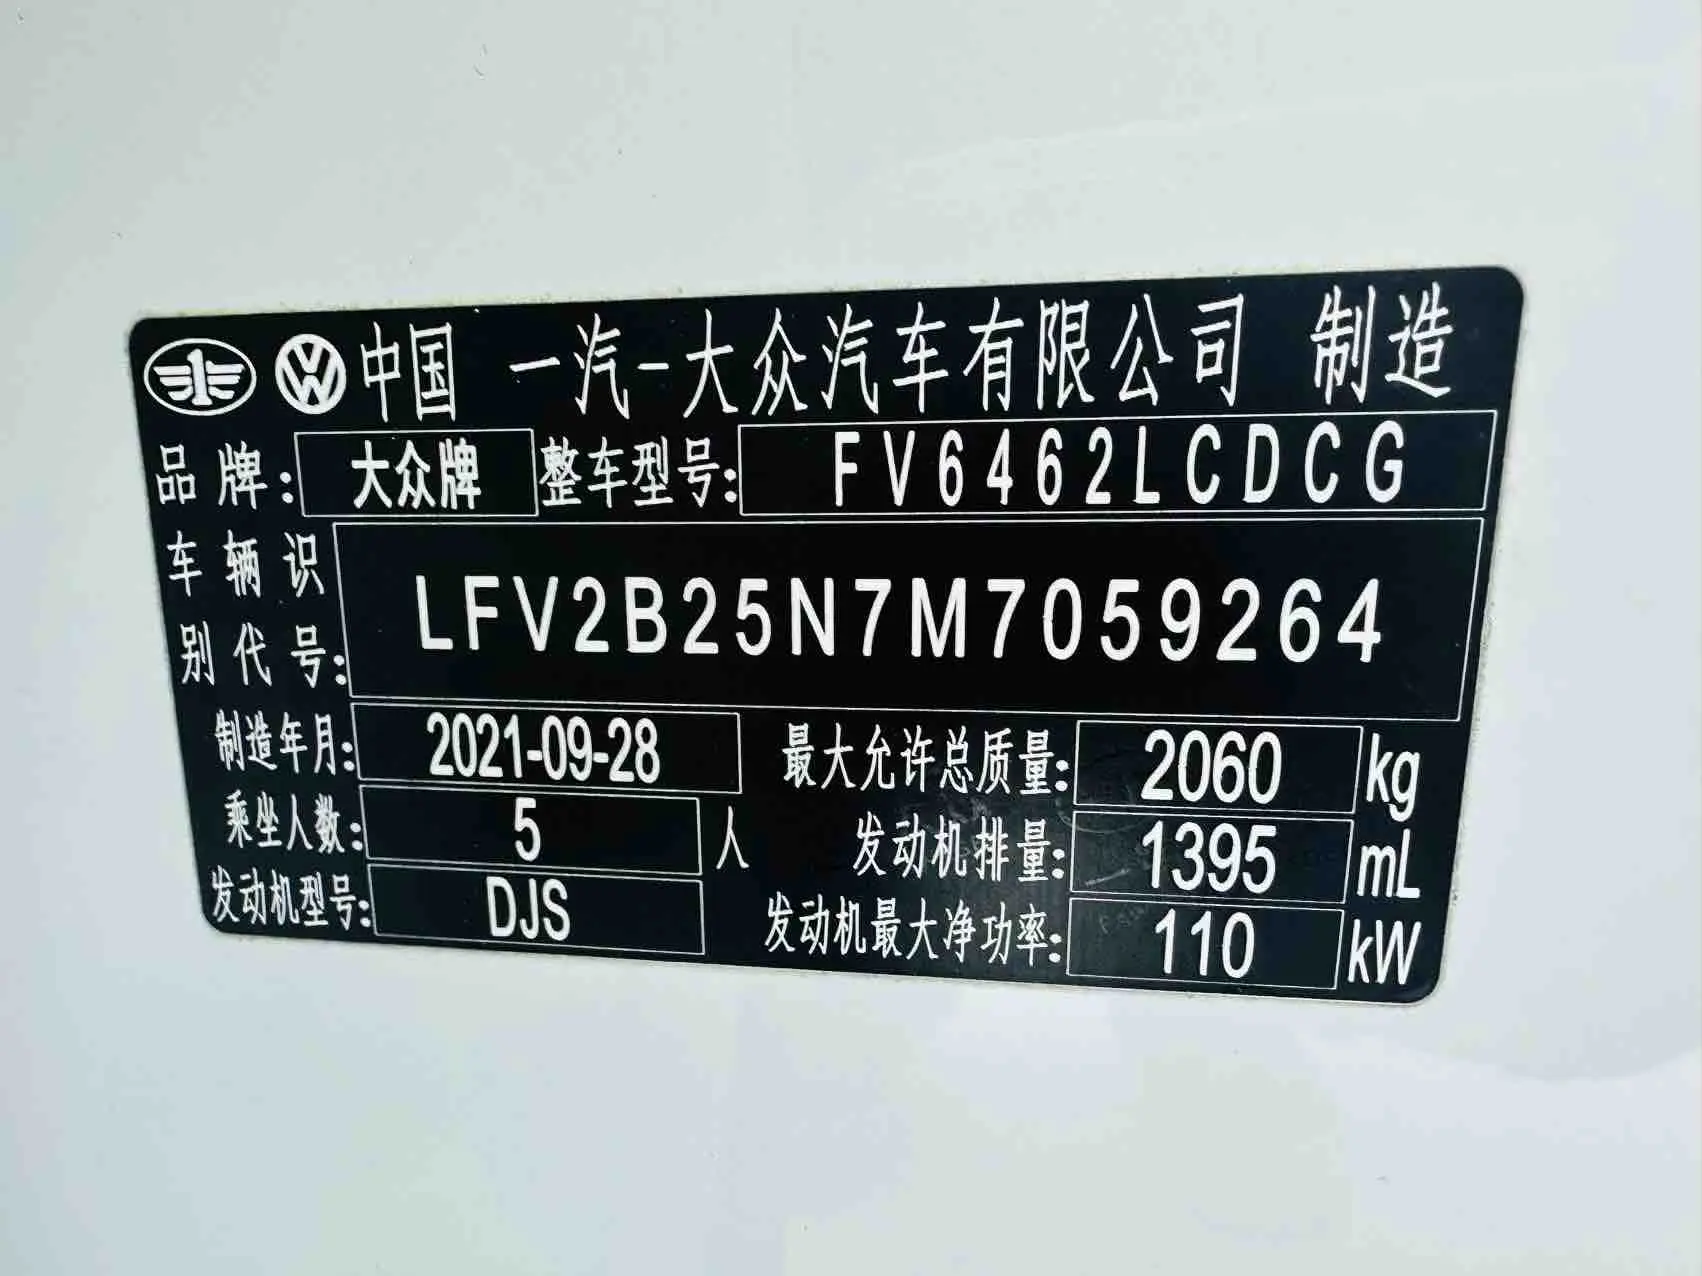 中国 一汽-大众汽车有限公司 制造
品牌: 大众牌 整车型号: FV6462LCDCG
车辆识别代号: LFV2B25N7M7059264
制造年月: 2021-09-28 最大允许总质量: 2060 kg
乘坐人数: 5 人 发动机排量: 1395 mL
发动机型号: DJS 发动机最大净功率: 110 kW